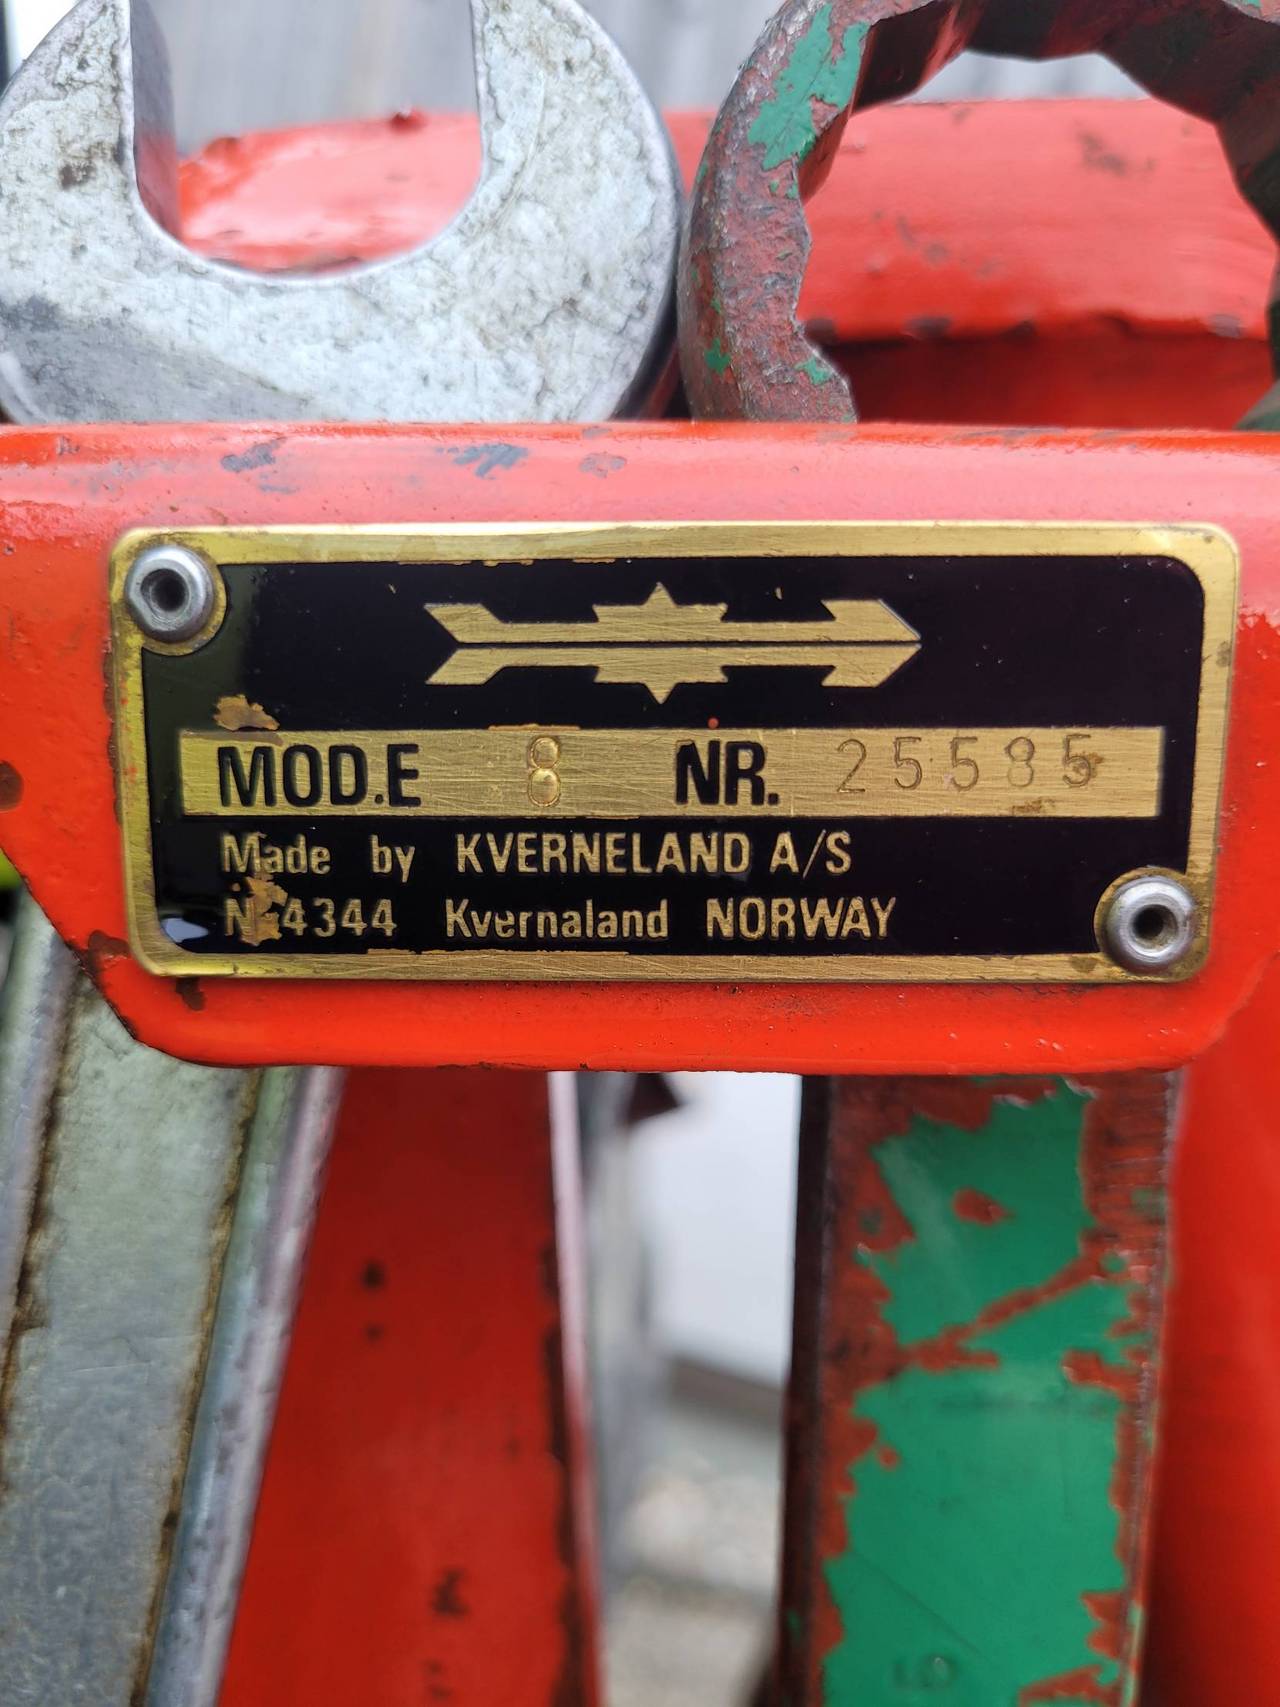 MOD.E 8 NR. 25585
Made by KVERNELAND A/S
N-4344 Kvernaland NORWAY